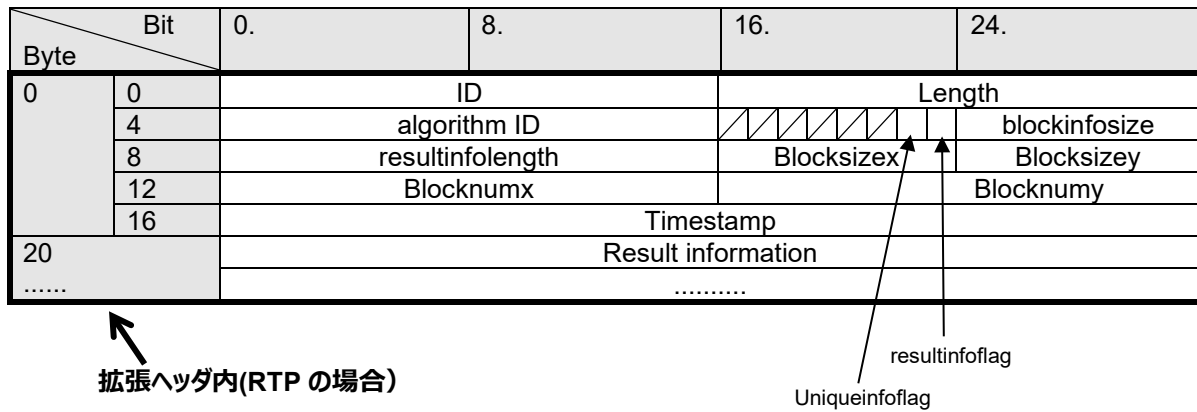 Bit 0. 8. 16. 24.
Byte
0 0 ID Length
4 algorithm ID blockinfosize
8 resultinfolength Blocksizex Blocksizey
12 Blocknumx Blocknumy
16 Timestamp
20 Result information
...... ..........
resultinfoflag
拡張ヘッダ内(RTP の場合）
Uniqueinfoflag